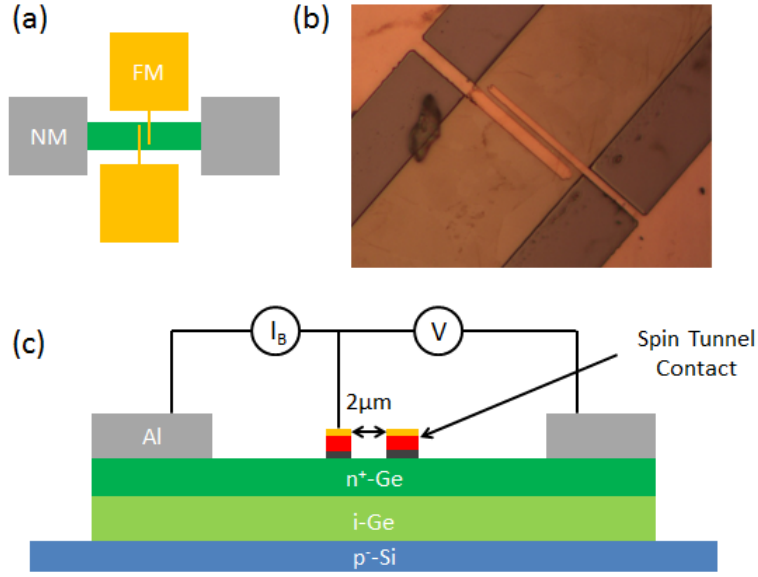 (a)
FM
NM
(b)
(c)
I_B
V
Spin Tunnel
Contact
2μm
Al
n⁺-Ge
i-Ge
p⁻-Si